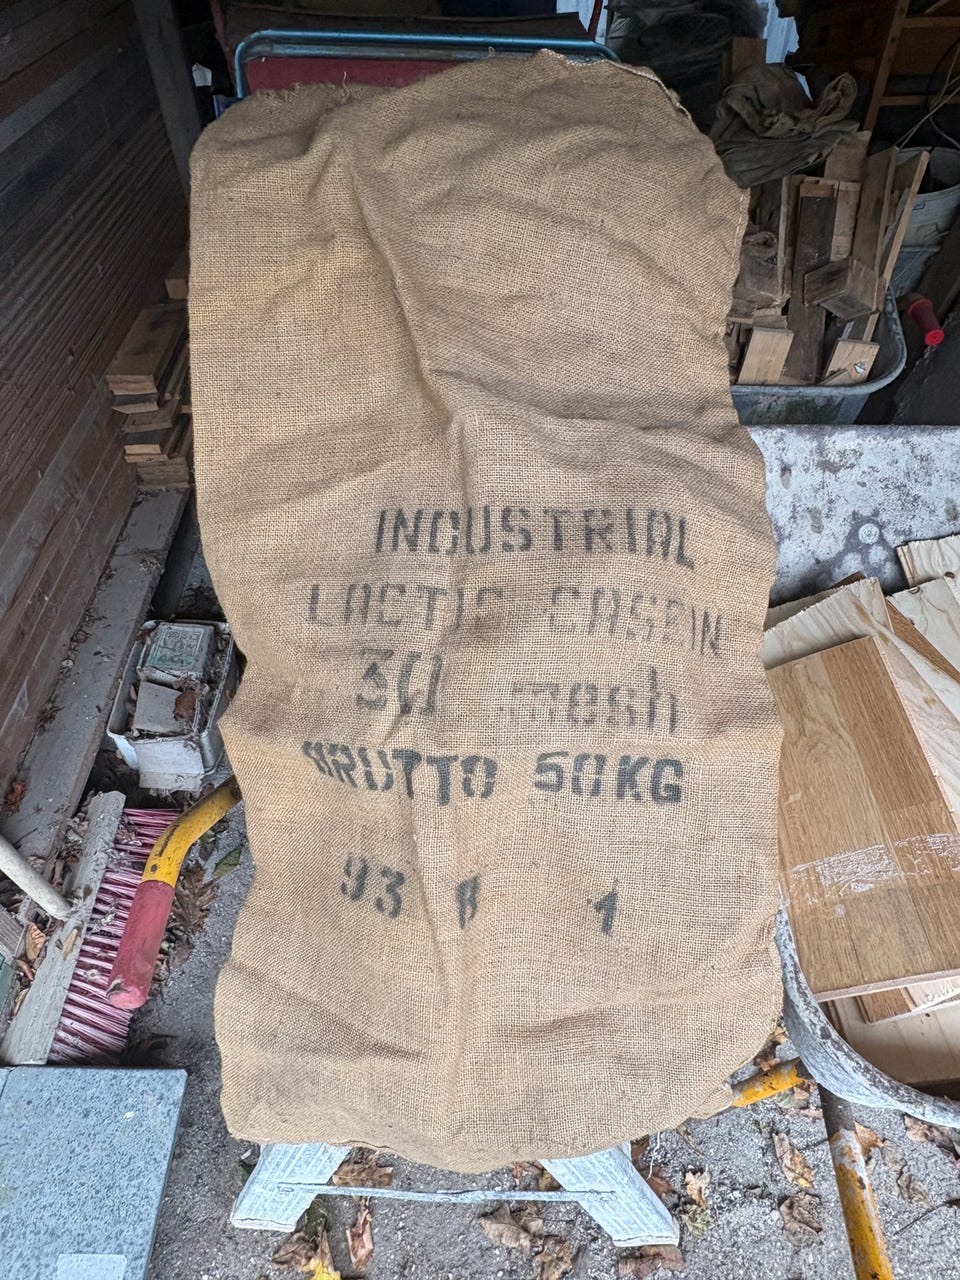 INDUSTRIAL
LACTIC CASEIN
30 mesh
BRUTTO 50KG
93 1